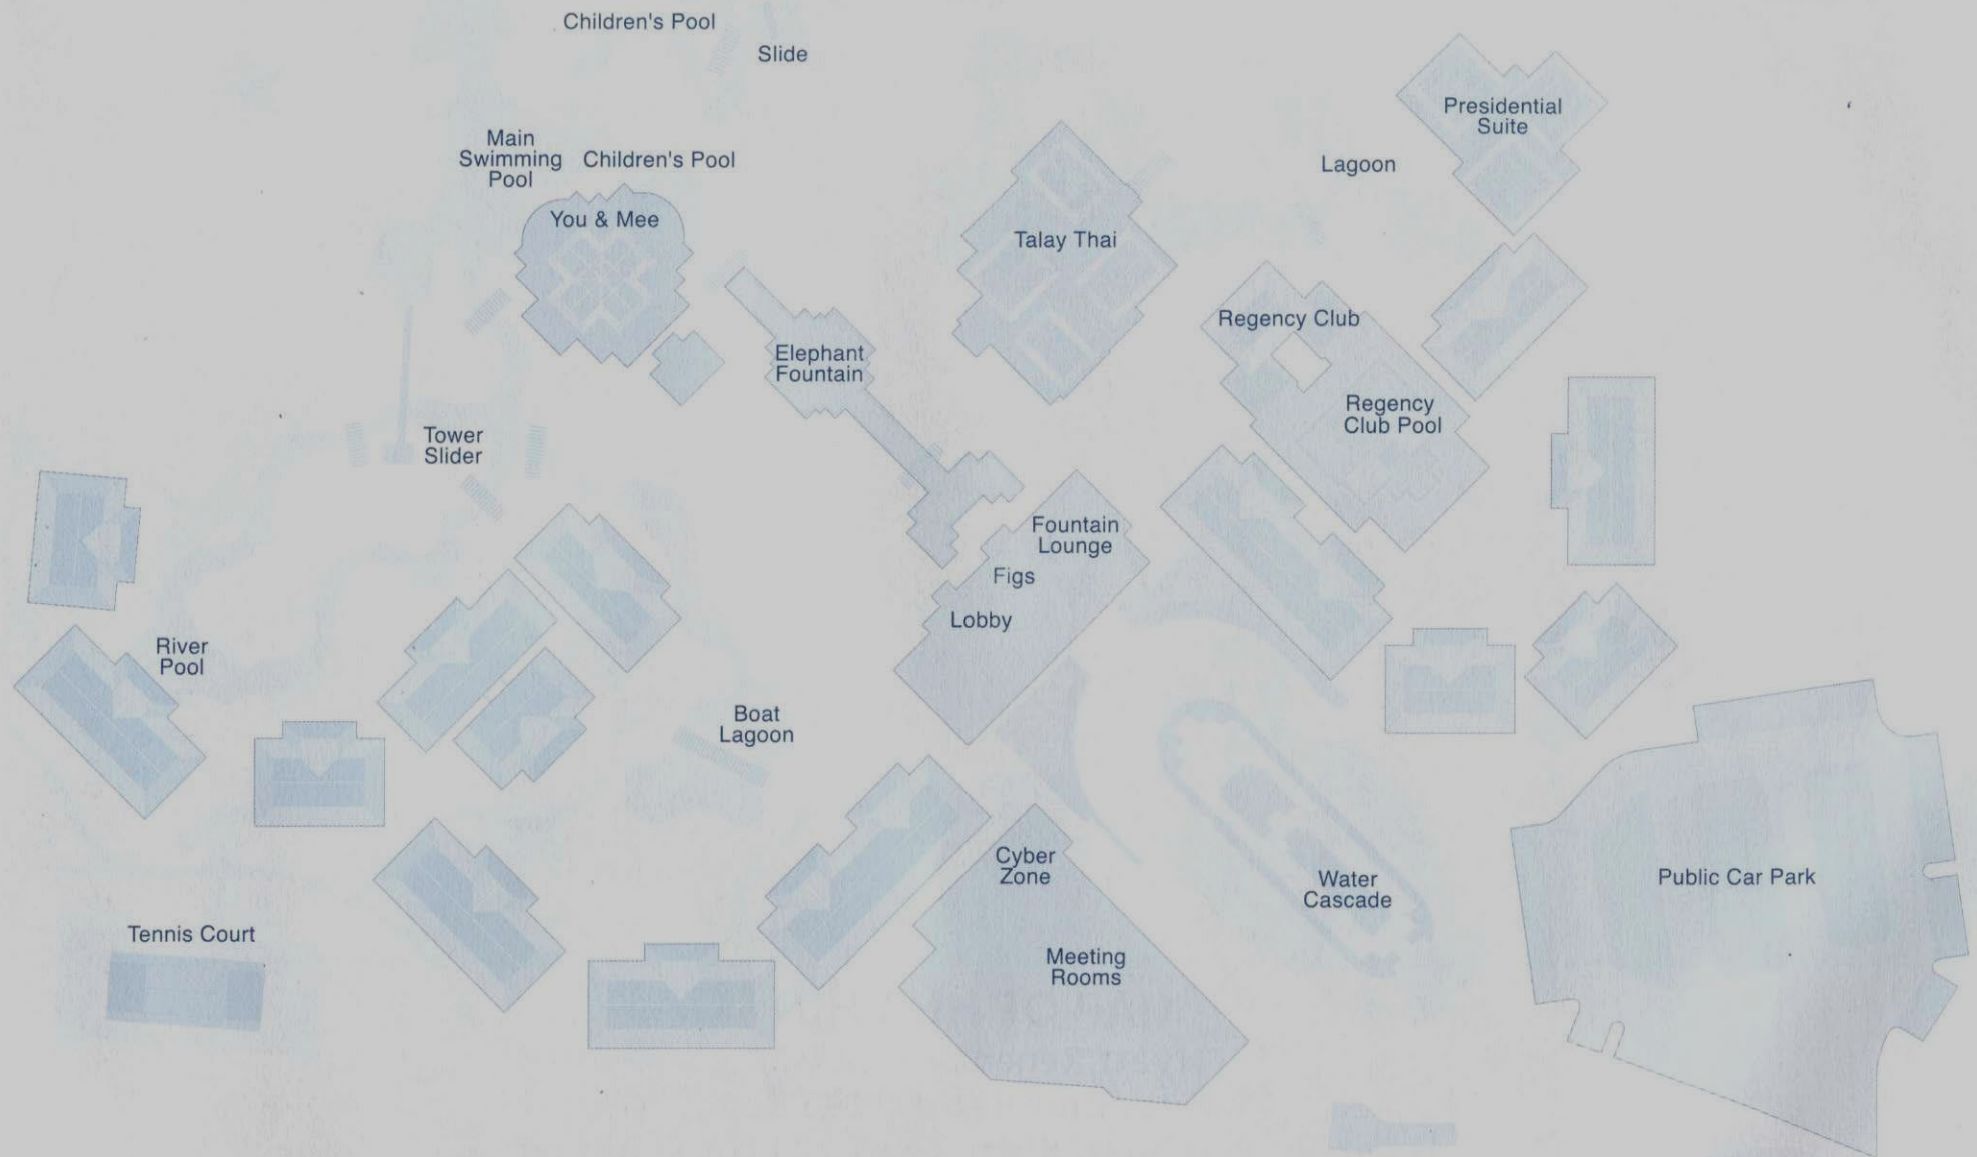 Children's Pool
Slide
Presidential
Suite
Main
Swimming
Pool
Children's Pool
Lagoon
You & Mee
Talay Thai
Regency Club
Elephant
Fountain
Regency
Club Pool
Tower
Slider
Fountain
Lounge
Figs
Lobby
River
Pool
Boat
Lagoon
Cyber
Zone
Water
Cascade
Public Car Park
Tennis Court
Meeting
Rooms